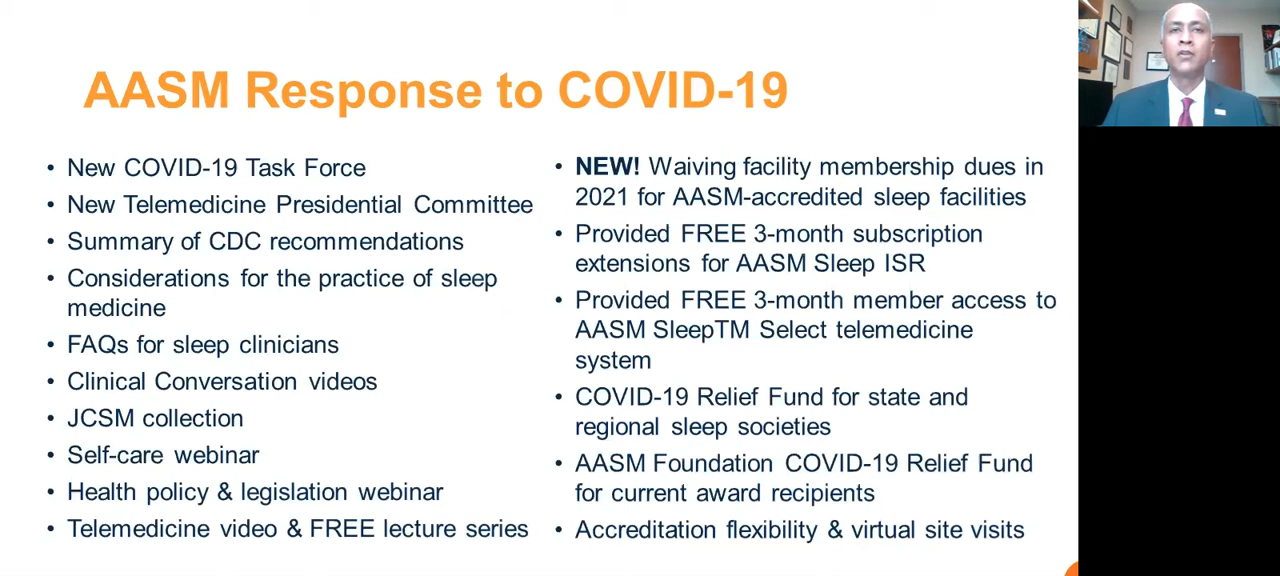 AASM Response to COVID-19
• New COVID-19 Task Force
• New Telemedicine Presidential Committee
• Summary of CDC recommendations
• Considerations for the practice of sleep
medicine
• FAQs for sleep clinicians
• Clinical Conversation videos
• JCSM collection
• Self-care webinar
• Health policy & legislation webinar
• Telemedicine video & FREE lecture series
• NEW! Waiving facility membership dues in
2021 for AASM-accredited sleep facilities
• Provided FREE 3-month subscription
extensions for AASM Sleep ISR
• Provided FREE 3-month member access to
AASM SleepTM Select telemedicine
system
• COVID-19 Relief Fund for state and
regional sleep societies
• AASM Foundation COVID-19 Relief Fund
for current award recipients
• Accreditation flexibility & virtual site visits